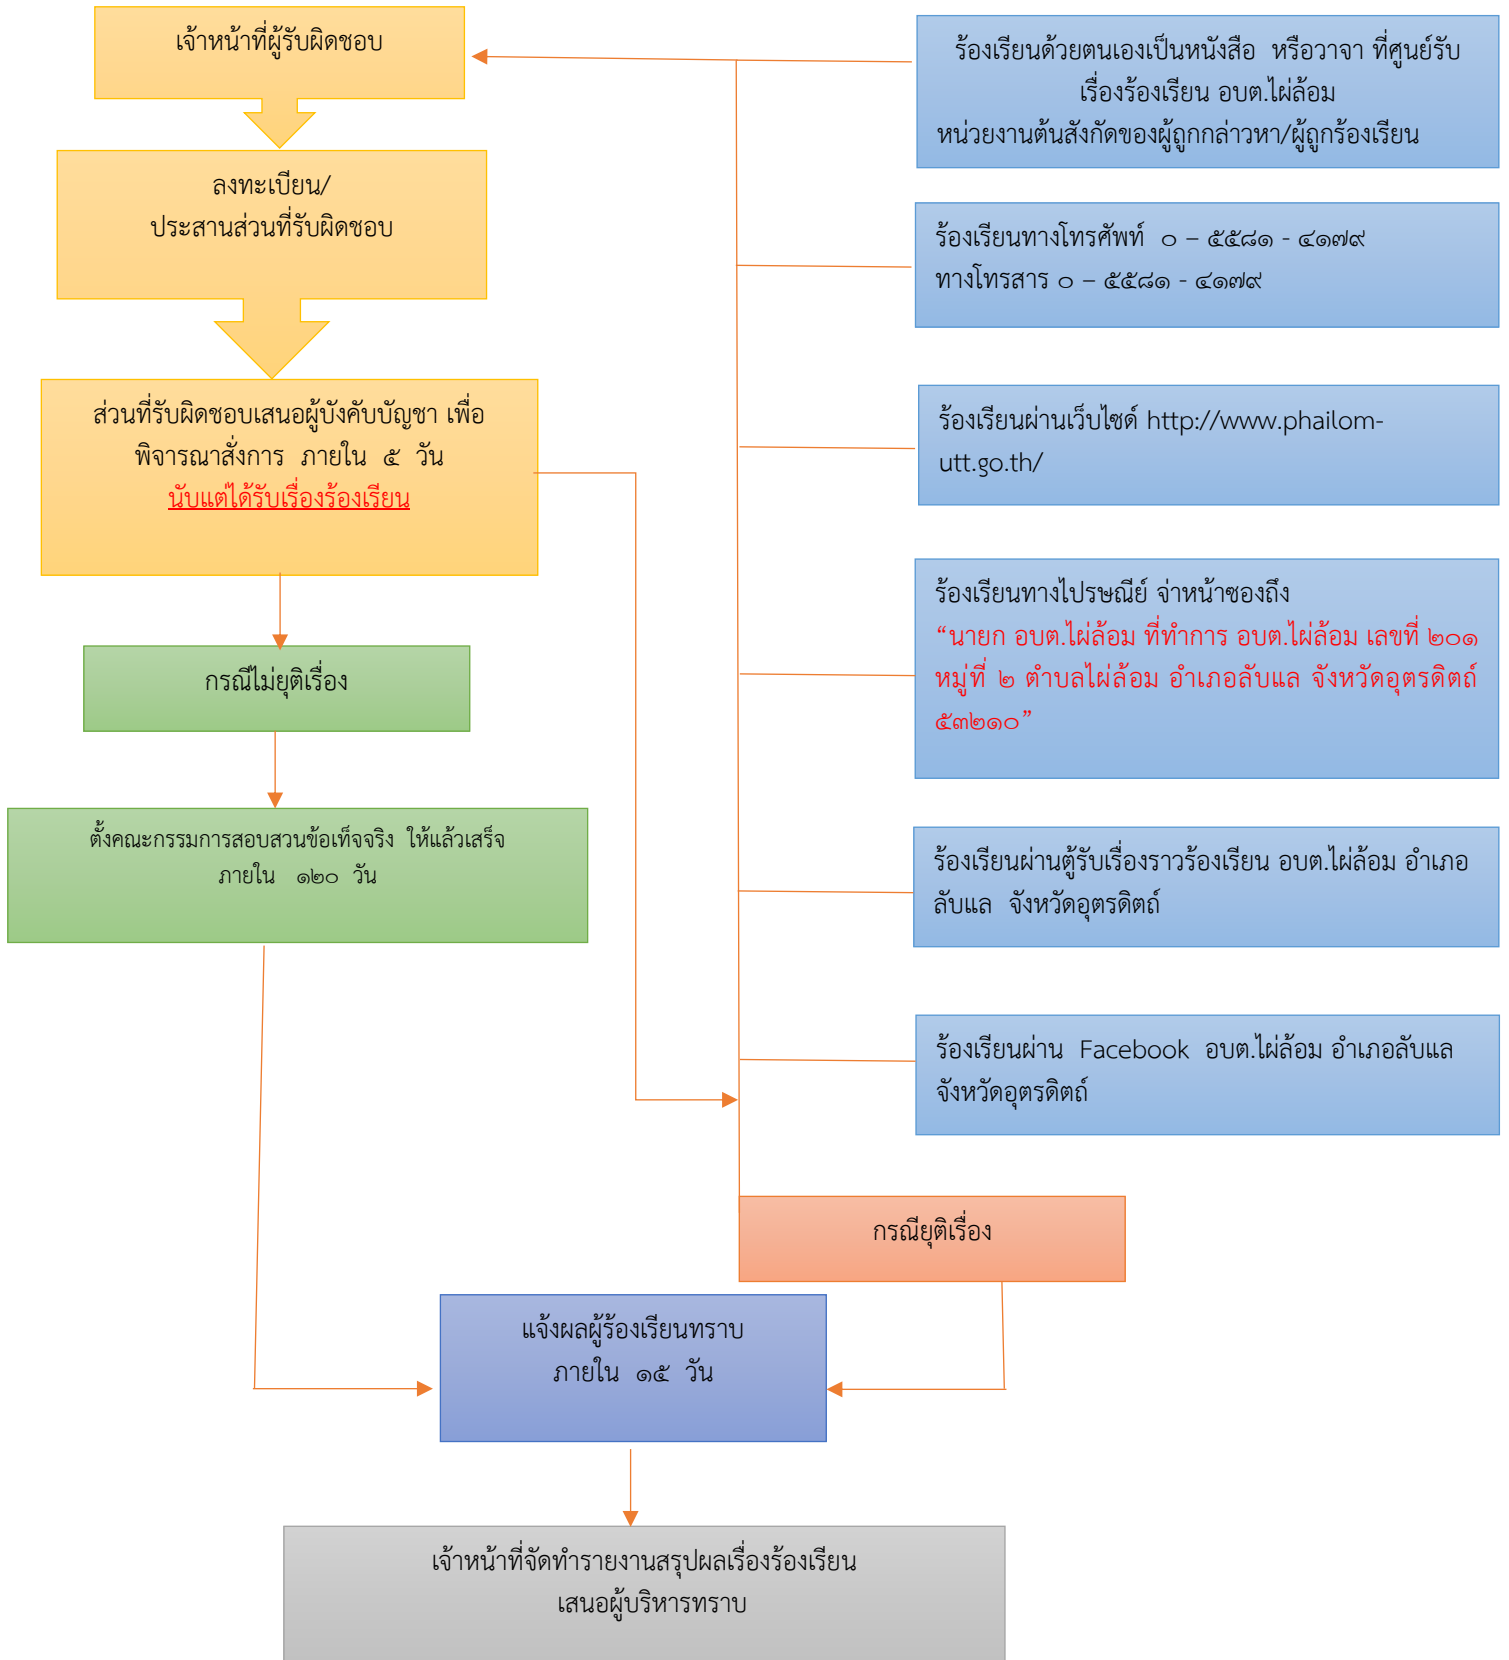 เจ้าหน้าที่ผู้รับผิดชอบ
ลงทะเบียน/
ประสานส่วนที่รับผิดชอบ
ส่วนที่รับผิดชอบเสนอผู้บังคับบัญชา เพื่อ
พิจารณาสั่งการ ภายใน ๕ วัน
นับแต่ได้รับเรื่องร้องเรียน
กรณีไม่ยุติเรื่อง
ตั้งคณะกรรมการสอบสวนข้อเท็จจริง ให้แล้วเสร็จ
ภายใน ๑๒๐ วัน
ร้องเรียนด้วยตนเองเป็นหนังสือ หรือวาจา ที่ศูนย์รับ
เรื่องร้องเรียน อบต.ไผ่ล้อม
หน่วยงานต้นสังกัดของผู้ถูกกล่าวหา/ผู้ถูกร้องเรียน
ร้องเรียนทางโทรศัพท์ ๐ – ๕๕๘๑ - ๔๑๗๙
ทางโทรสาร ๐ – ๕๕๘๑ - ๔๑๗๙
ร้องเรียนผ่านเว็บไซด์ http://www.phailom-
utt.go.th/
ร้องเรียนทางไปรษณีย์ จ่าหน้าซองถึง
“นายก อบต.ไผ่ล้อม ที่ทำการ อบต.ไผ่ล้อม เลขที่ ๒๐๑
หมู่ที่ ๒ ตำบลไผ่ล้อม อำเภอลับแล จังหวัดอุตรดิตถ์
๕๓๒๑๐”
ร้องเรียนผ่านตู้รับเรื่องราวร้องเรียน อบต.ไผ่ล้อม อำเภอ
ลับแล จังหวัดอุตรดิตถ์
ร้องเรียนผ่าน Facebook อบต.ไผ่ล้อม อำเภอลับแล
จังหวัดอุตรดิตถ์
กรณียุติเรื่อง
แจ้งผลผู้ร้องเรียนทราบ
ภายใน ๑๕ วัน
เจ้าหน้าที่จัดทำรายงานสรุปผลเรื่องร้องเรียน
เสนอผู้บริหารทราบ